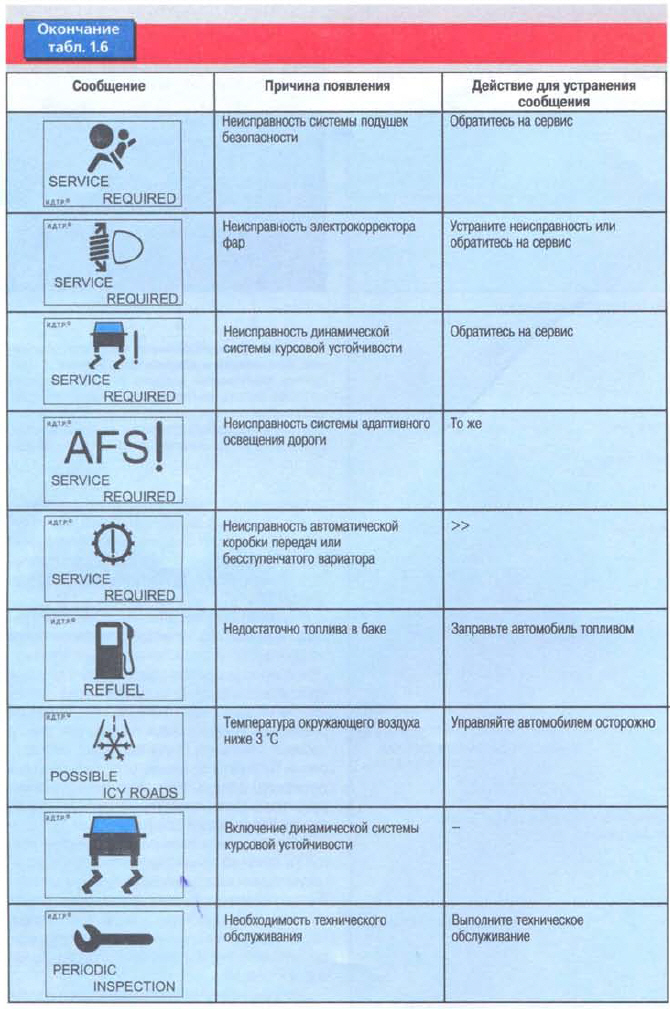 Окончание
табл. 1.6
Сообщение
Причина появления
Действие для устранения
сообщения
SERVICE
REQUIRED
Неисправность системы подушек
безопасности
Обратитесь на сервис
SERVICE
REQUIRED
Неисправность электрокорректора
фар
Устраните неисправность или
обратитесь на сервис
SERVICE
REQUIRED
Неисправность динамической
системы курсовой устойчивости
Обратитесь на сервис
AFS!
SERVICE
REQUIRED
Неисправность системы адаптивного
освещения дороги
То же
SERVICE
REQUIRED
Неисправность автоматической
коробки передач или
бесступенчатого вариатора
>>
REFUEL
Недостаточно топлива в баке
Заправьте автомобиль топливом
POSSIBLE
ICY ROADS
Температура окружающего воздуха
ниже 3 °С
Управляйте автомобилем осторожно
Включение динамической системы
курсовой устойчивости
–
PERIODIC
INSPECTION
Необходимость технического
обслуживания
Выполните техническое
обслуживание